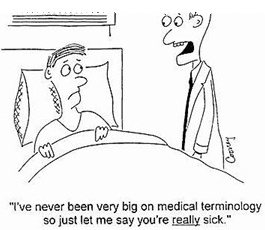 "I've never been very big on medical terminology
so just let me say you're really sick."